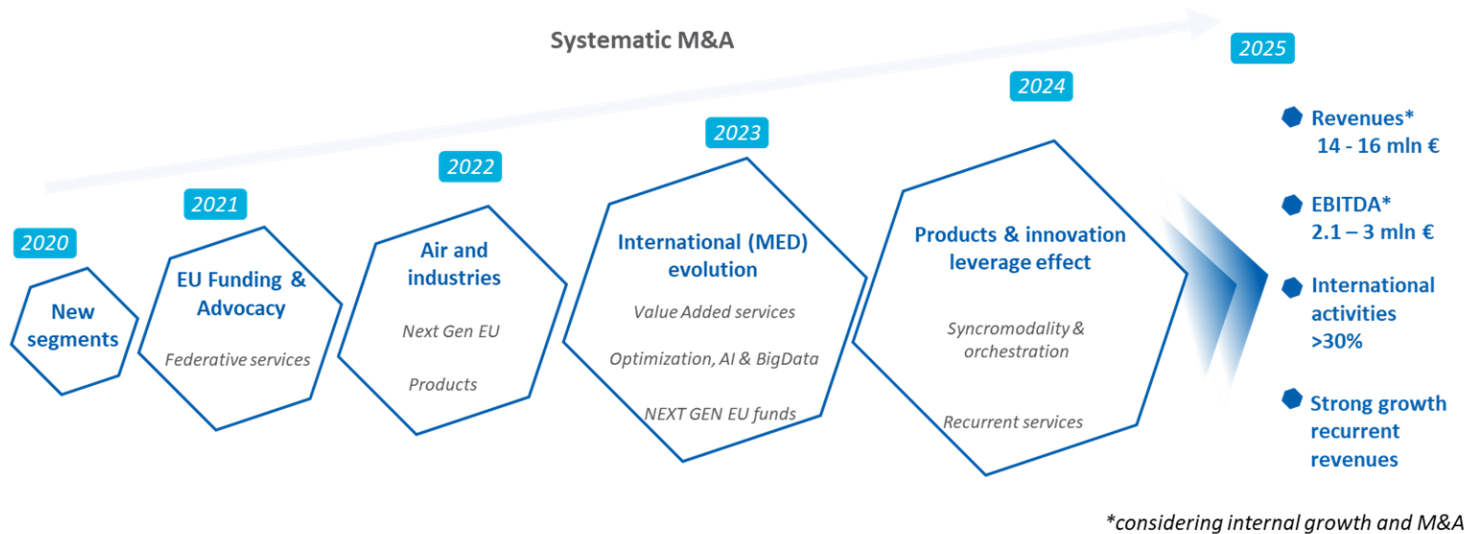 Systematic M&A
2020
New
segments
2021
EU Funding &
Advocacy
Federative services
2022
Air and
industries
Next Gen EU
Products
2023
International (MED)
evolution
Value Added services
Optimization, AI & BigData
NEXT GEN EU funds
2024
Products & innovation
leverage effect
Syncromodality &
orchestration
Recurrent services
2025
Revenues*
14 - 16 mln €
EBITDA*
2.1 – 3 mln €
International
activities
>30%
Strong growth
recurrent
revenues
*considering internal growth and M&A